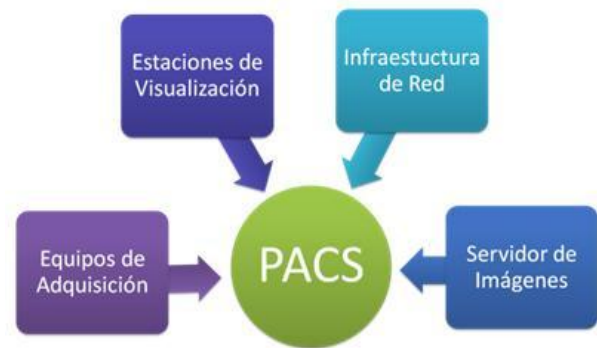 Estaciones de
Visualización
Infraestuctura
de Red
Equipos de
Adquisición
PACS
Servidor de
Imágenes